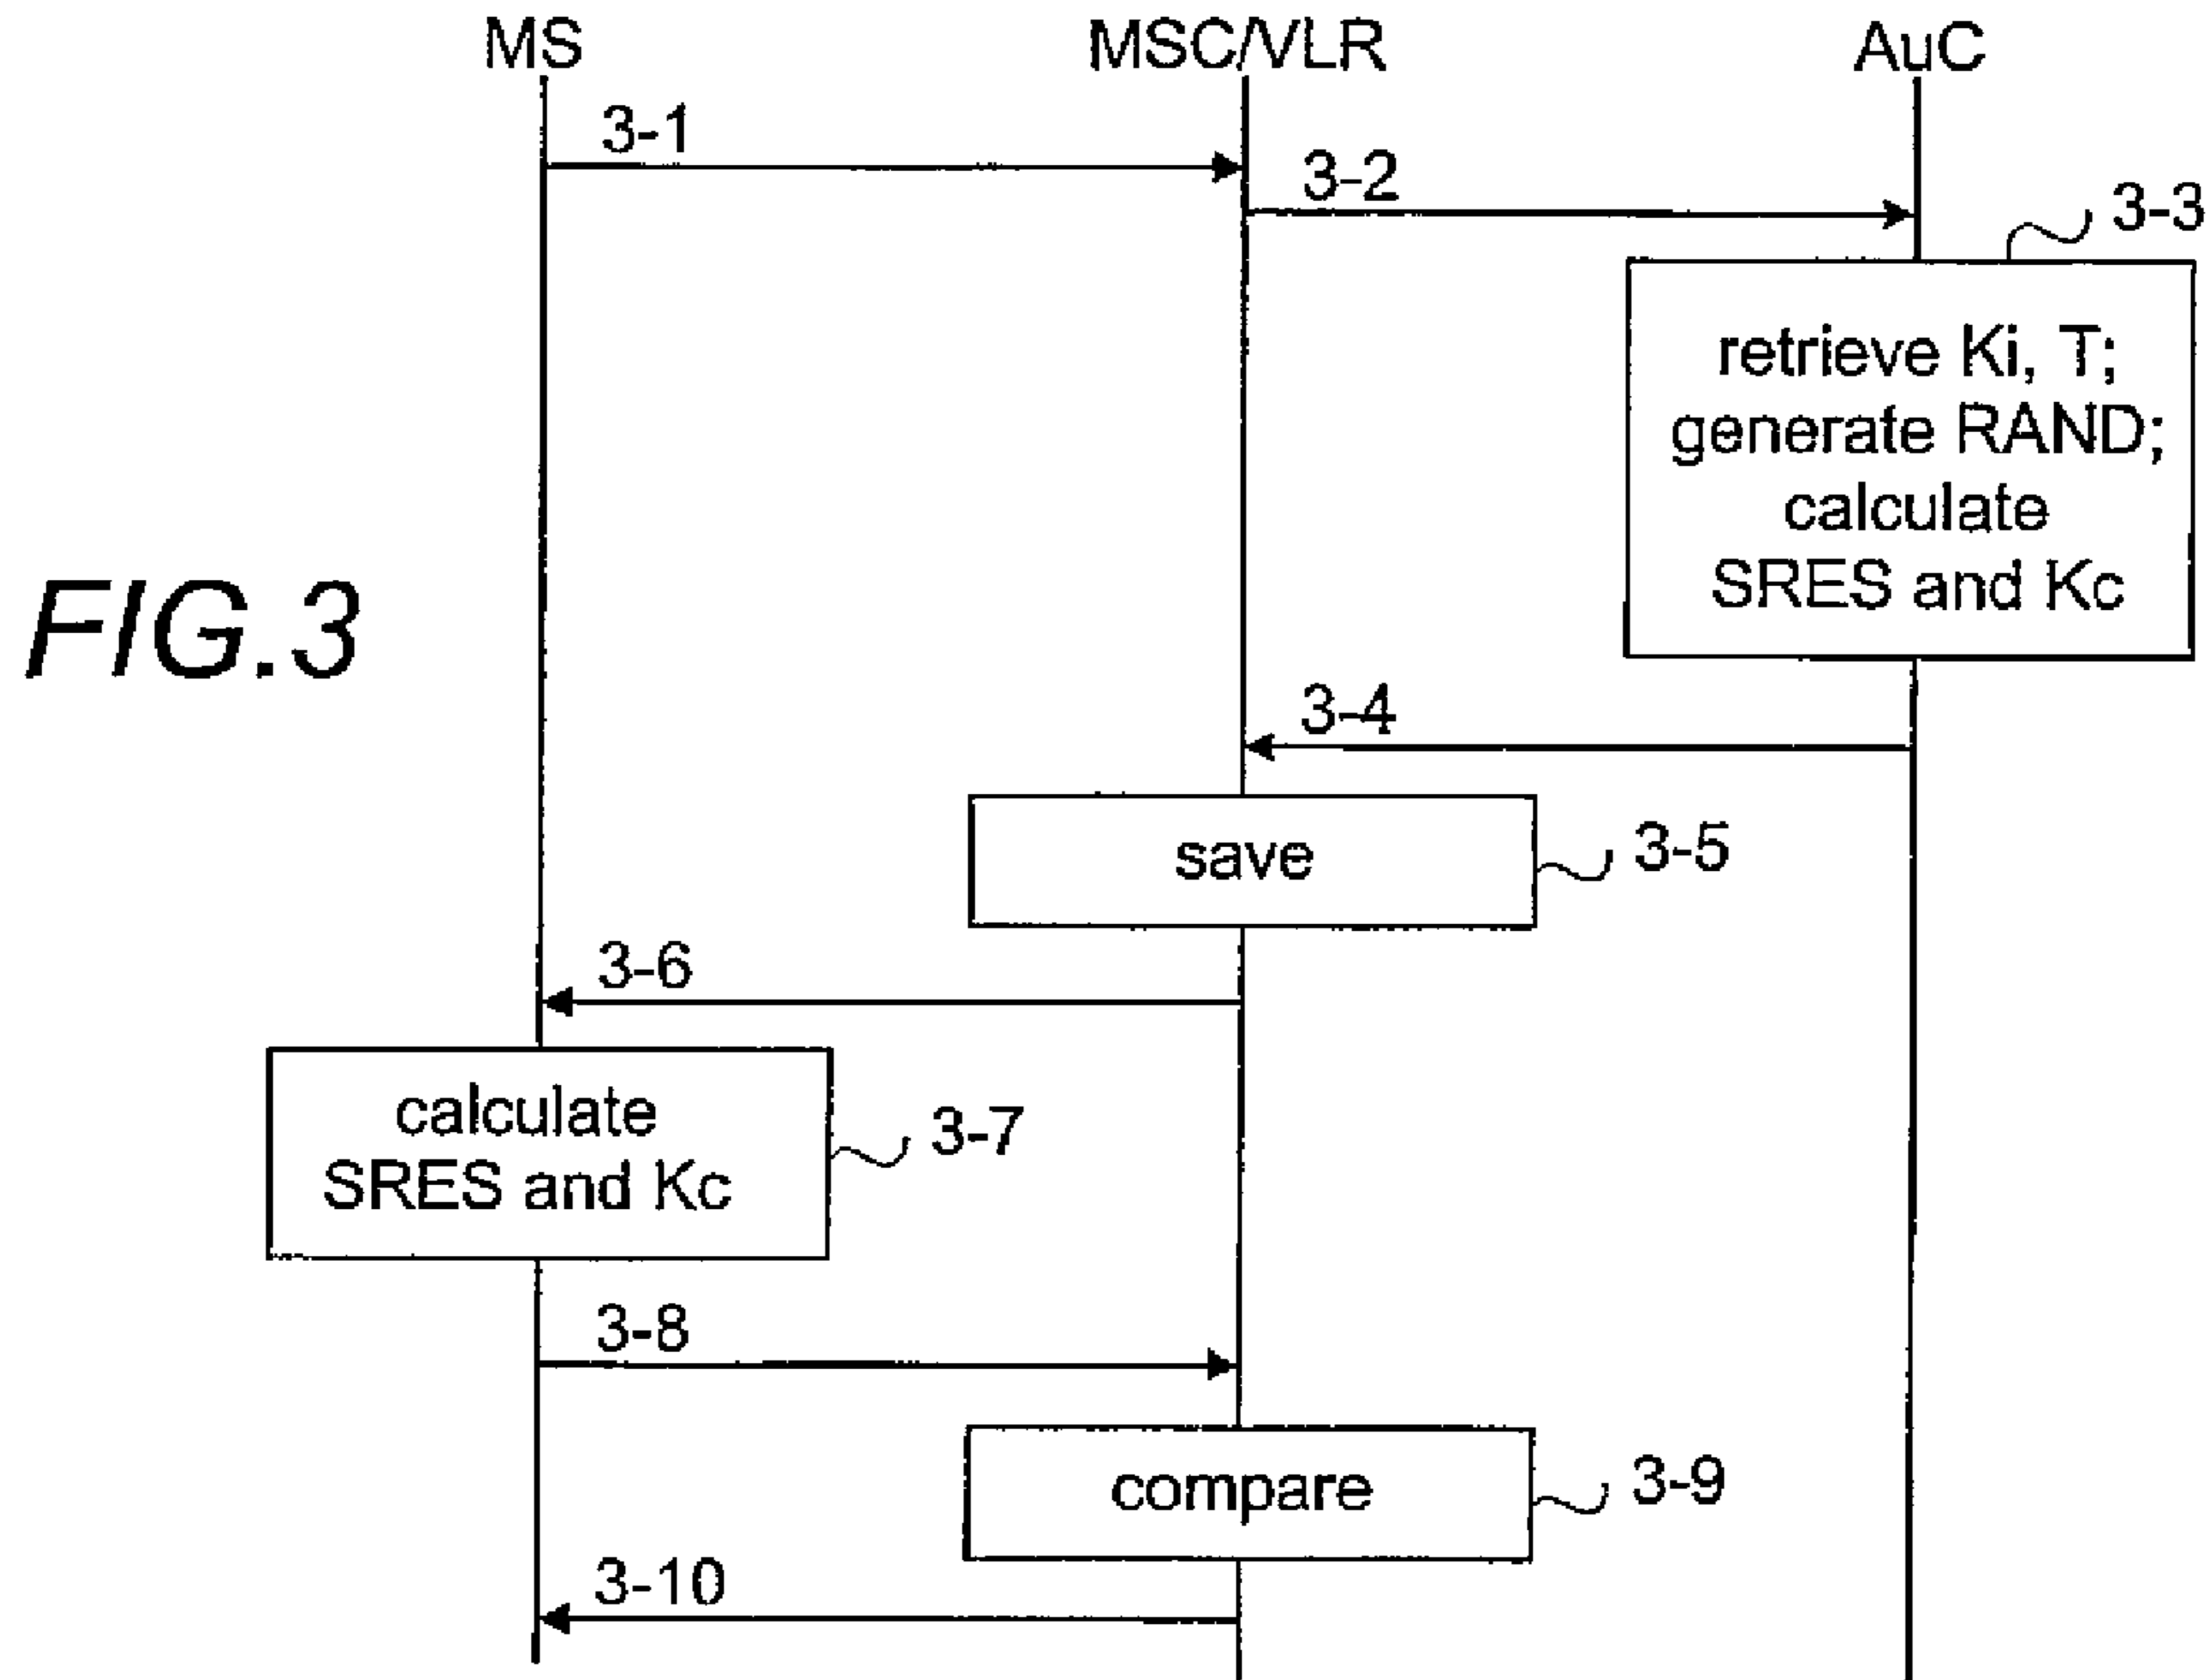 MS
MSC/VLR
AuC
3-1
3-2
3-3
retrieve Ki, T;
generate RAND;
calculate
SRES and Kc
FIG.3
3-4
save
3-5
3-6
calculate
SRES and Kc
3-7
3-8
compare
3-9
3-10